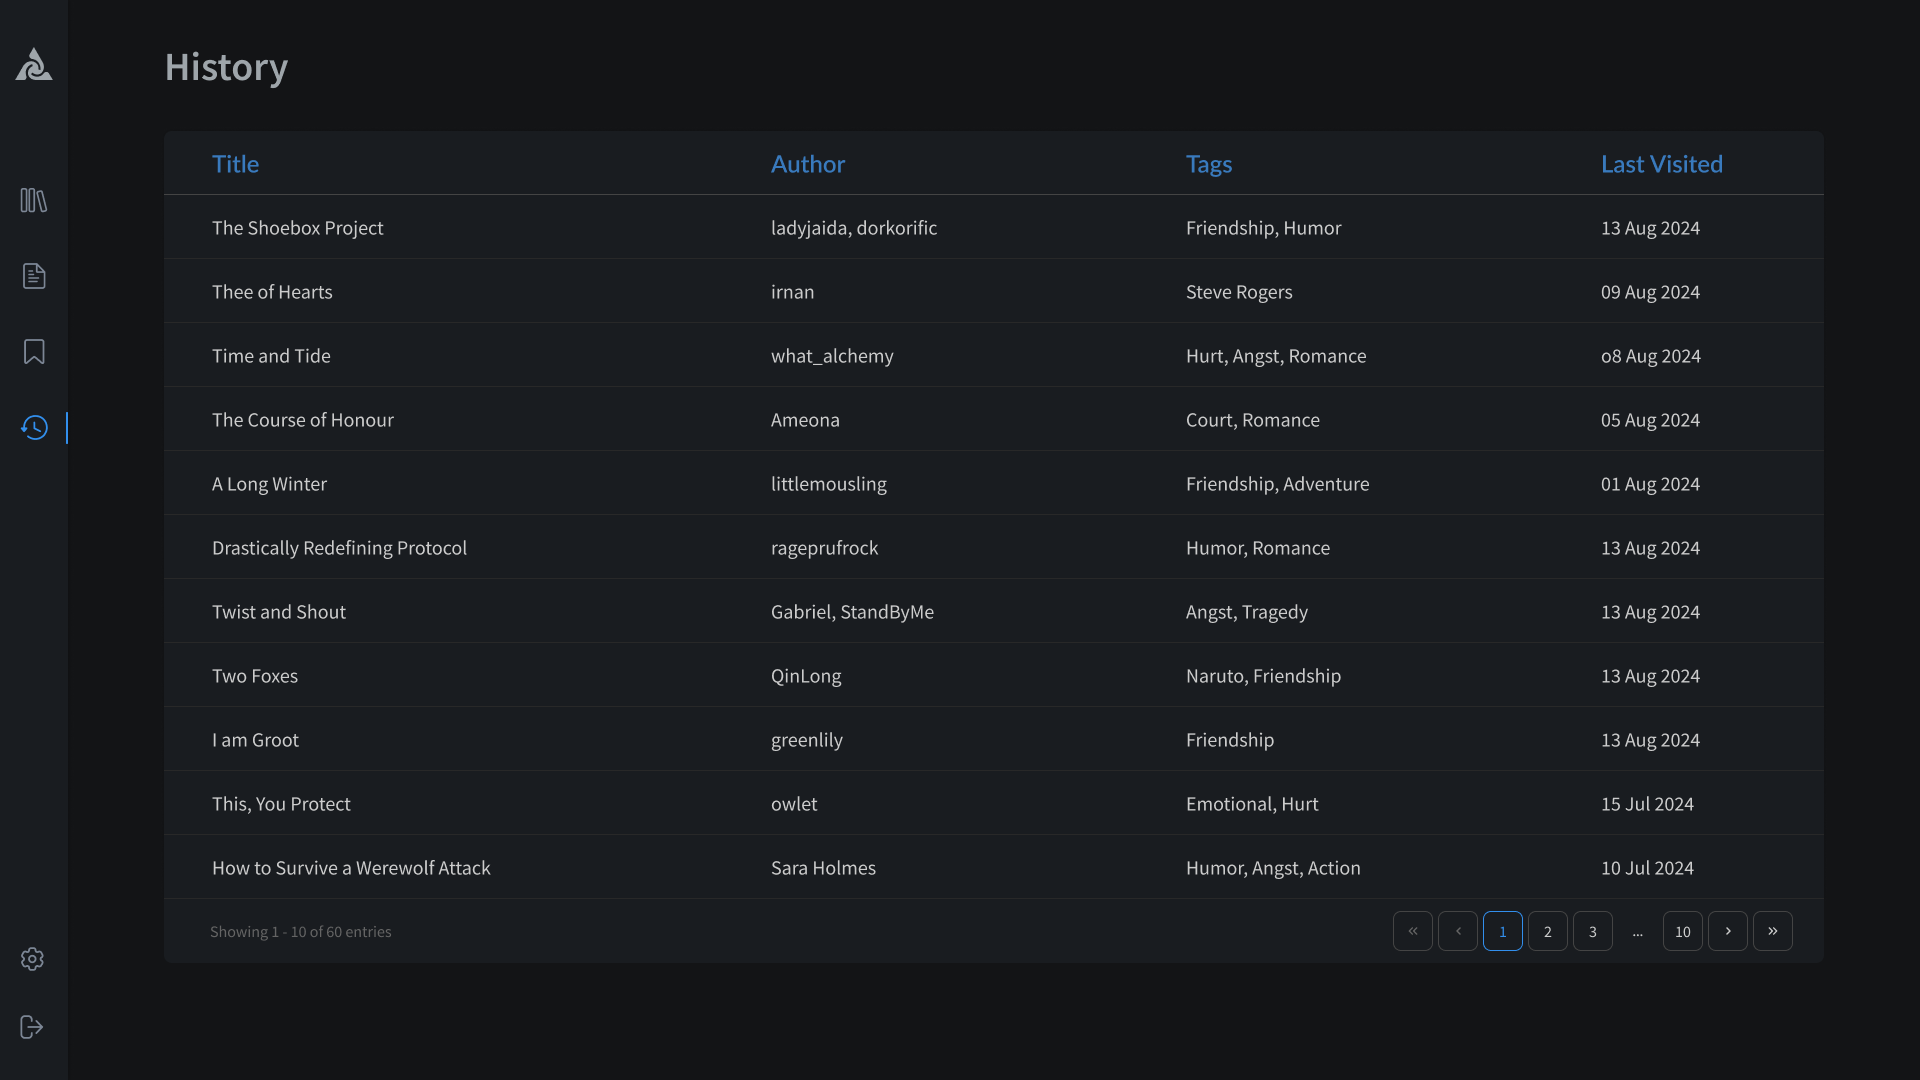 History
Title Author Tags Last Visited
The Shoebox Project ladyjaida, dorkorific Friendship, Humor 13 Aug 2024
Thee of Hearts irnan Steve Rogers 09 Aug 2024
Time and Tide what_alchemy Hurt, Angst, Romance o8 Aug 2024
The Course of Honour Ameona Court, Romance 05 Aug 2024
A Long Winter littlemousling Friendship, Adventure 01 Aug 2024
Drastically Redefining Protocol rageprufrock Humor, Romance 13 Aug 2024
Twist and Shout Gabriel, StandByMe Angst, Tragedy 13 Aug 2024
Two Foxes QinLong Naruto, Friendship 13 Aug 2024
I am Groot greenlily Friendship 13 Aug 2024
This, You Protect owlet Emotional, Hurt 15 Jul 2024
How to Survive a Werewolf Attack Sara Holmes Humor, Angst, Action 10 Jul 2024
Showing 1 - 10 of 60 entries « ‹ 1 2 3 ... 10 › »